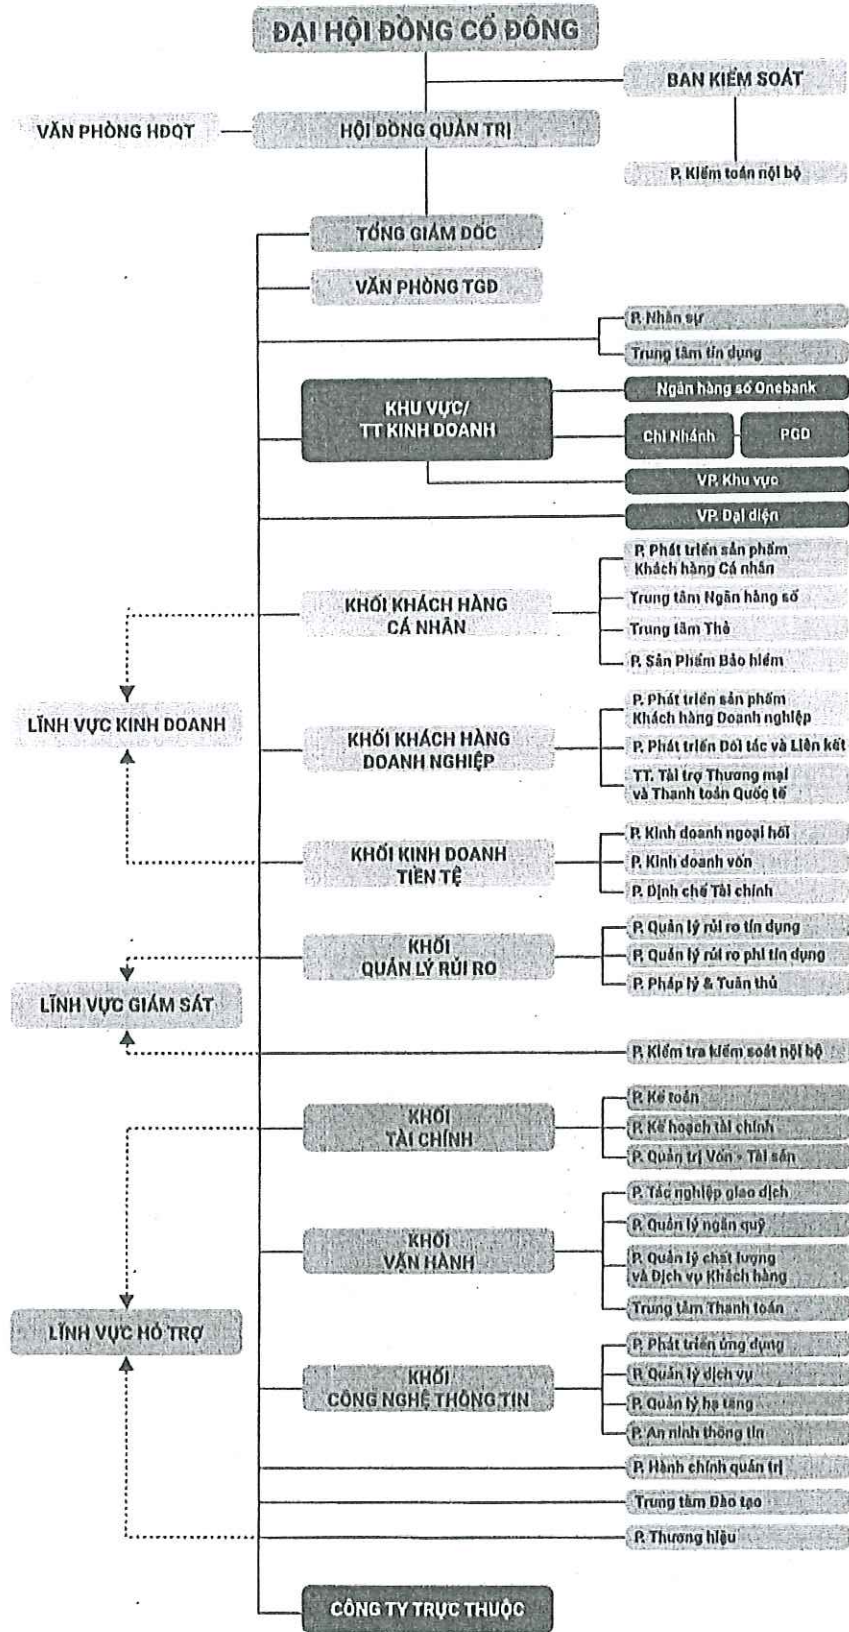 ĐẠI HỘI ĐỒNG CỔ ĐÔNG
BAN KIỂM SOÁT
VĂN PHÒNG HĐQT
HỘI ĐỒNG QUẢN TRỊ
P. Kiểm toán nội bộ
TỔNG GIÁM ĐỐC
VĂN PHÒNG TGĐ
P. Nhân sự
Trung tâm tín dụng
KHU VỰC/
TT KINH DOANH
Ngân hàng số Onebank
Chi Nhánh
PGD
VP. Khu vực
VP. Đại diện
KHỐI KHÁCH HÀNG
CÁ NHÂN
P. Phát triển sản phẩm
Khách hàng Cá nhân
Trung tâm Ngân hàng số
Trung tâm Thẻ
P. Sản Phẩm Bảo hiểm
LĨNH VỰC KINH DOANH
KHỐI KHÁCH HÀNG
DOANH NGHIỆP
P. Phát triển sản phẩm
Khách hàng Doanh nghiệp
P. Phát triển Đối tác và Liên kết
TT. Tài trợ Thương mại
và Thanh toán Quốc tế
KHỐI KINH DOANH
TIỀN TỆ
P. Kinh doanh ngoại hối
P. Kinh doanh vốn
P. Định chế Tài chính
KHỐI
QUẢN LÝ RỦI RO
P. Quản lý rủi ro tín dụng
P. Quản lý rủi ro phi tín dụng
P. Pháp lý & Tuân thủ
LĨNH VỰC GIÁM SÁT
P. Kiểm tra kiểm soát nội bộ
KHỐI
TÀI CHÍNH
P. Kế toán
P. Kế hoạch tài chính
P. Quản trị Vốn - Tài sản
KHỐI
VẬN HÀNH
P. Tác nghiệp giao dịch
P. Quản lý ngân quỹ
P. Quản lý chất lượng
và Dịch vụ Khách hàng
Trung tâm Thanh toán
LĨNH VỰC HỖ TRỢ
KHỐI
CÔNG NGHỆ THÔNG TIN
P. Phát triển ứng dụng
P. Quản lý dịch vụ
P. Quản lý hạ tầng
P. An ninh thông tin
P. Hành chính quản trị
Trung tâm Đào tạo
P. Thương hiệu
CÔNG TY TRỰC THUỘC